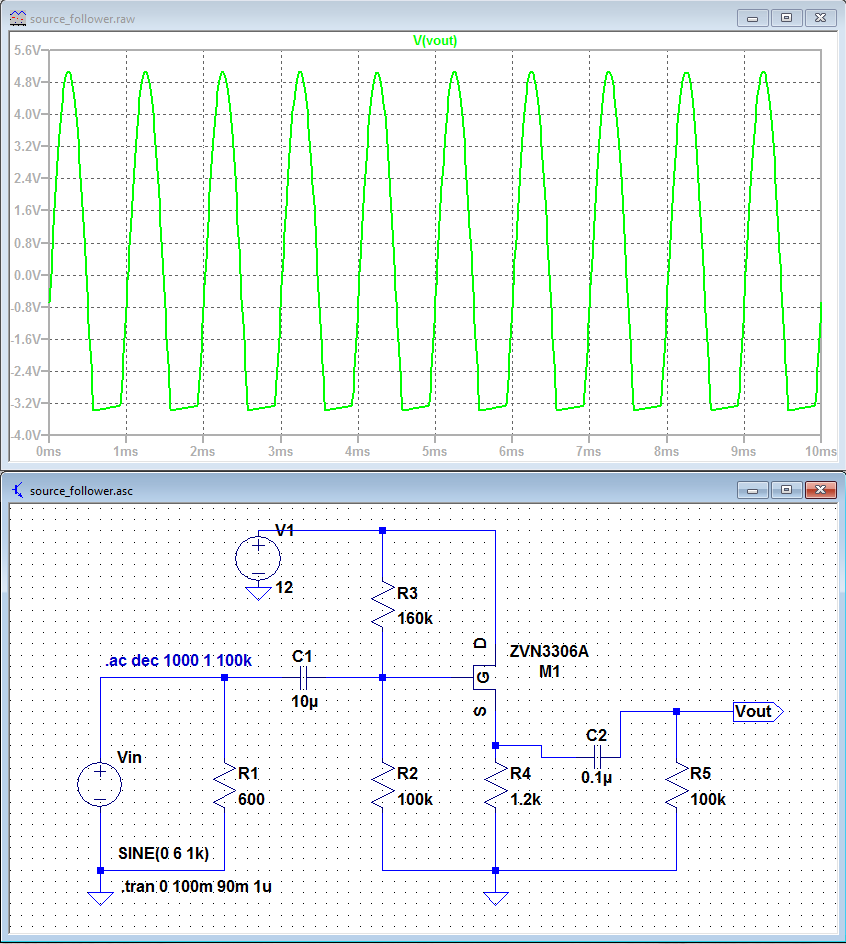 source_follower.raw
V(vout)
5.6V
4.8V
4.0V
3.2V
2.4V
1.6V
0.8V
0.0V
-0.8V
-1.6V
-2.4V
-3.2V
-4.0V
0ms 1ms 2ms 3ms 4ms 5ms 6ms 7ms 8ms 9ms 10ms
source_follower.asc
V1
12
R3
160k
.ac dec 1000 1 100k
C1
10µ
D
G
S
ZVN3306A
M1
Vout
C2
0.1µ
Vin
R1
600
R2
100k
R4
1.2k
R5
100k
SINE(0 6 1k)
.tran 0 100m 90m 1u